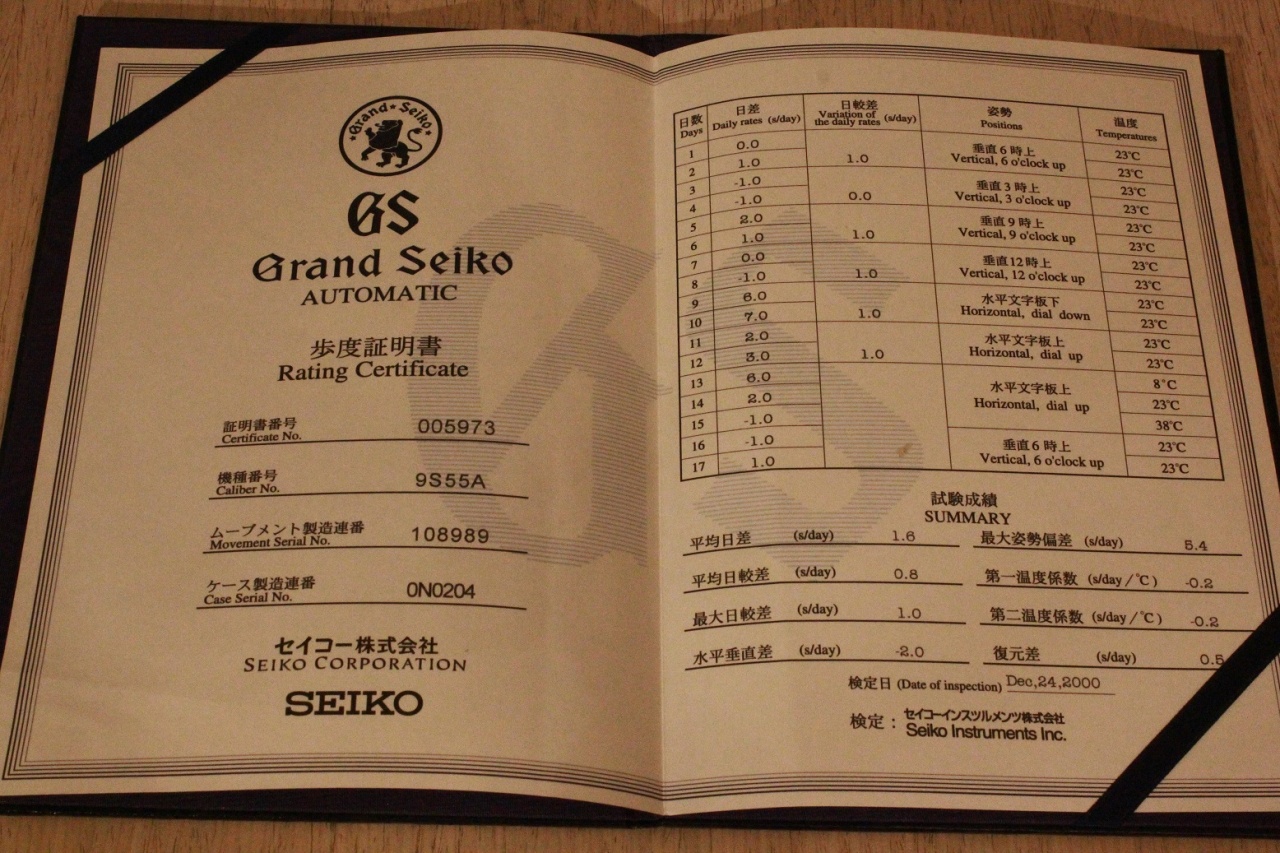 Grand★Seiko
GS
Grand Seiko
AUTOMATIC
歩度証明書
Rating Certificate
証明書番号 005973
Certificate No.
機種番号 9S55A
Caliber No.
ムーブメント製造連番 108989
Movement Serial No.
ケース製造連番 0N0204
Case Serial No.
セイコー株式会社
SEIKO CORPORATION
SEIKO
日数 日差 日較差 姿勢 温度
Days Daily rates (s/day) Variation of the daily rates (s/day) Positions Temperatures
1 0.0 垂直6時上 23℃
2 1.0 1.0 Vertical, 6 o'clock up 23℃
3 -1.0 垂直3時上 23℃
4 -1.0 0.0 Vertical, 3 o'clock up 23℃
5 2.0 垂直9時上 23℃
6 1.0 1.0 Vertical, 9 o'clock up 23℃
7 0.0 垂直12時上 23℃
8 -1.0 1.0 Vertical, 12 o'clock up 23℃
9 6.0 水平文字板下 23℃
10 7.0 1.0 Horizontal, dial down 23℃
11 2.0 水平文字板上 23℃
12 3.0 1.0 Horizontal, dial up 23℃
13 6.0 水平文字板上 8℃
14 2.0 Horizontal, dial up 23℃
15 -1.0 38℃
16 -1.0 垂直6時上 23℃
17 1.0 Vertical, 6 o'clock up 23℃
試験成績
SUMMARY
平均日差 (s/day) 1.6 最大姿勢偏差 (s/day) 5.4
平均日較差 (s/day) 0.8 第一温度係数 (s/day/℃) -0.2
最大日較差 (s/day) 1.0 第二温度係数 (s/day/℃) -0.2
水平垂直差 (s/day) -2.0 復元差 (s/day) 0.5
検定日 (Date of inspection) Dec,24,2000
検定： セイコーインスツルメンツ株式会社
Seiko Instruments Inc.